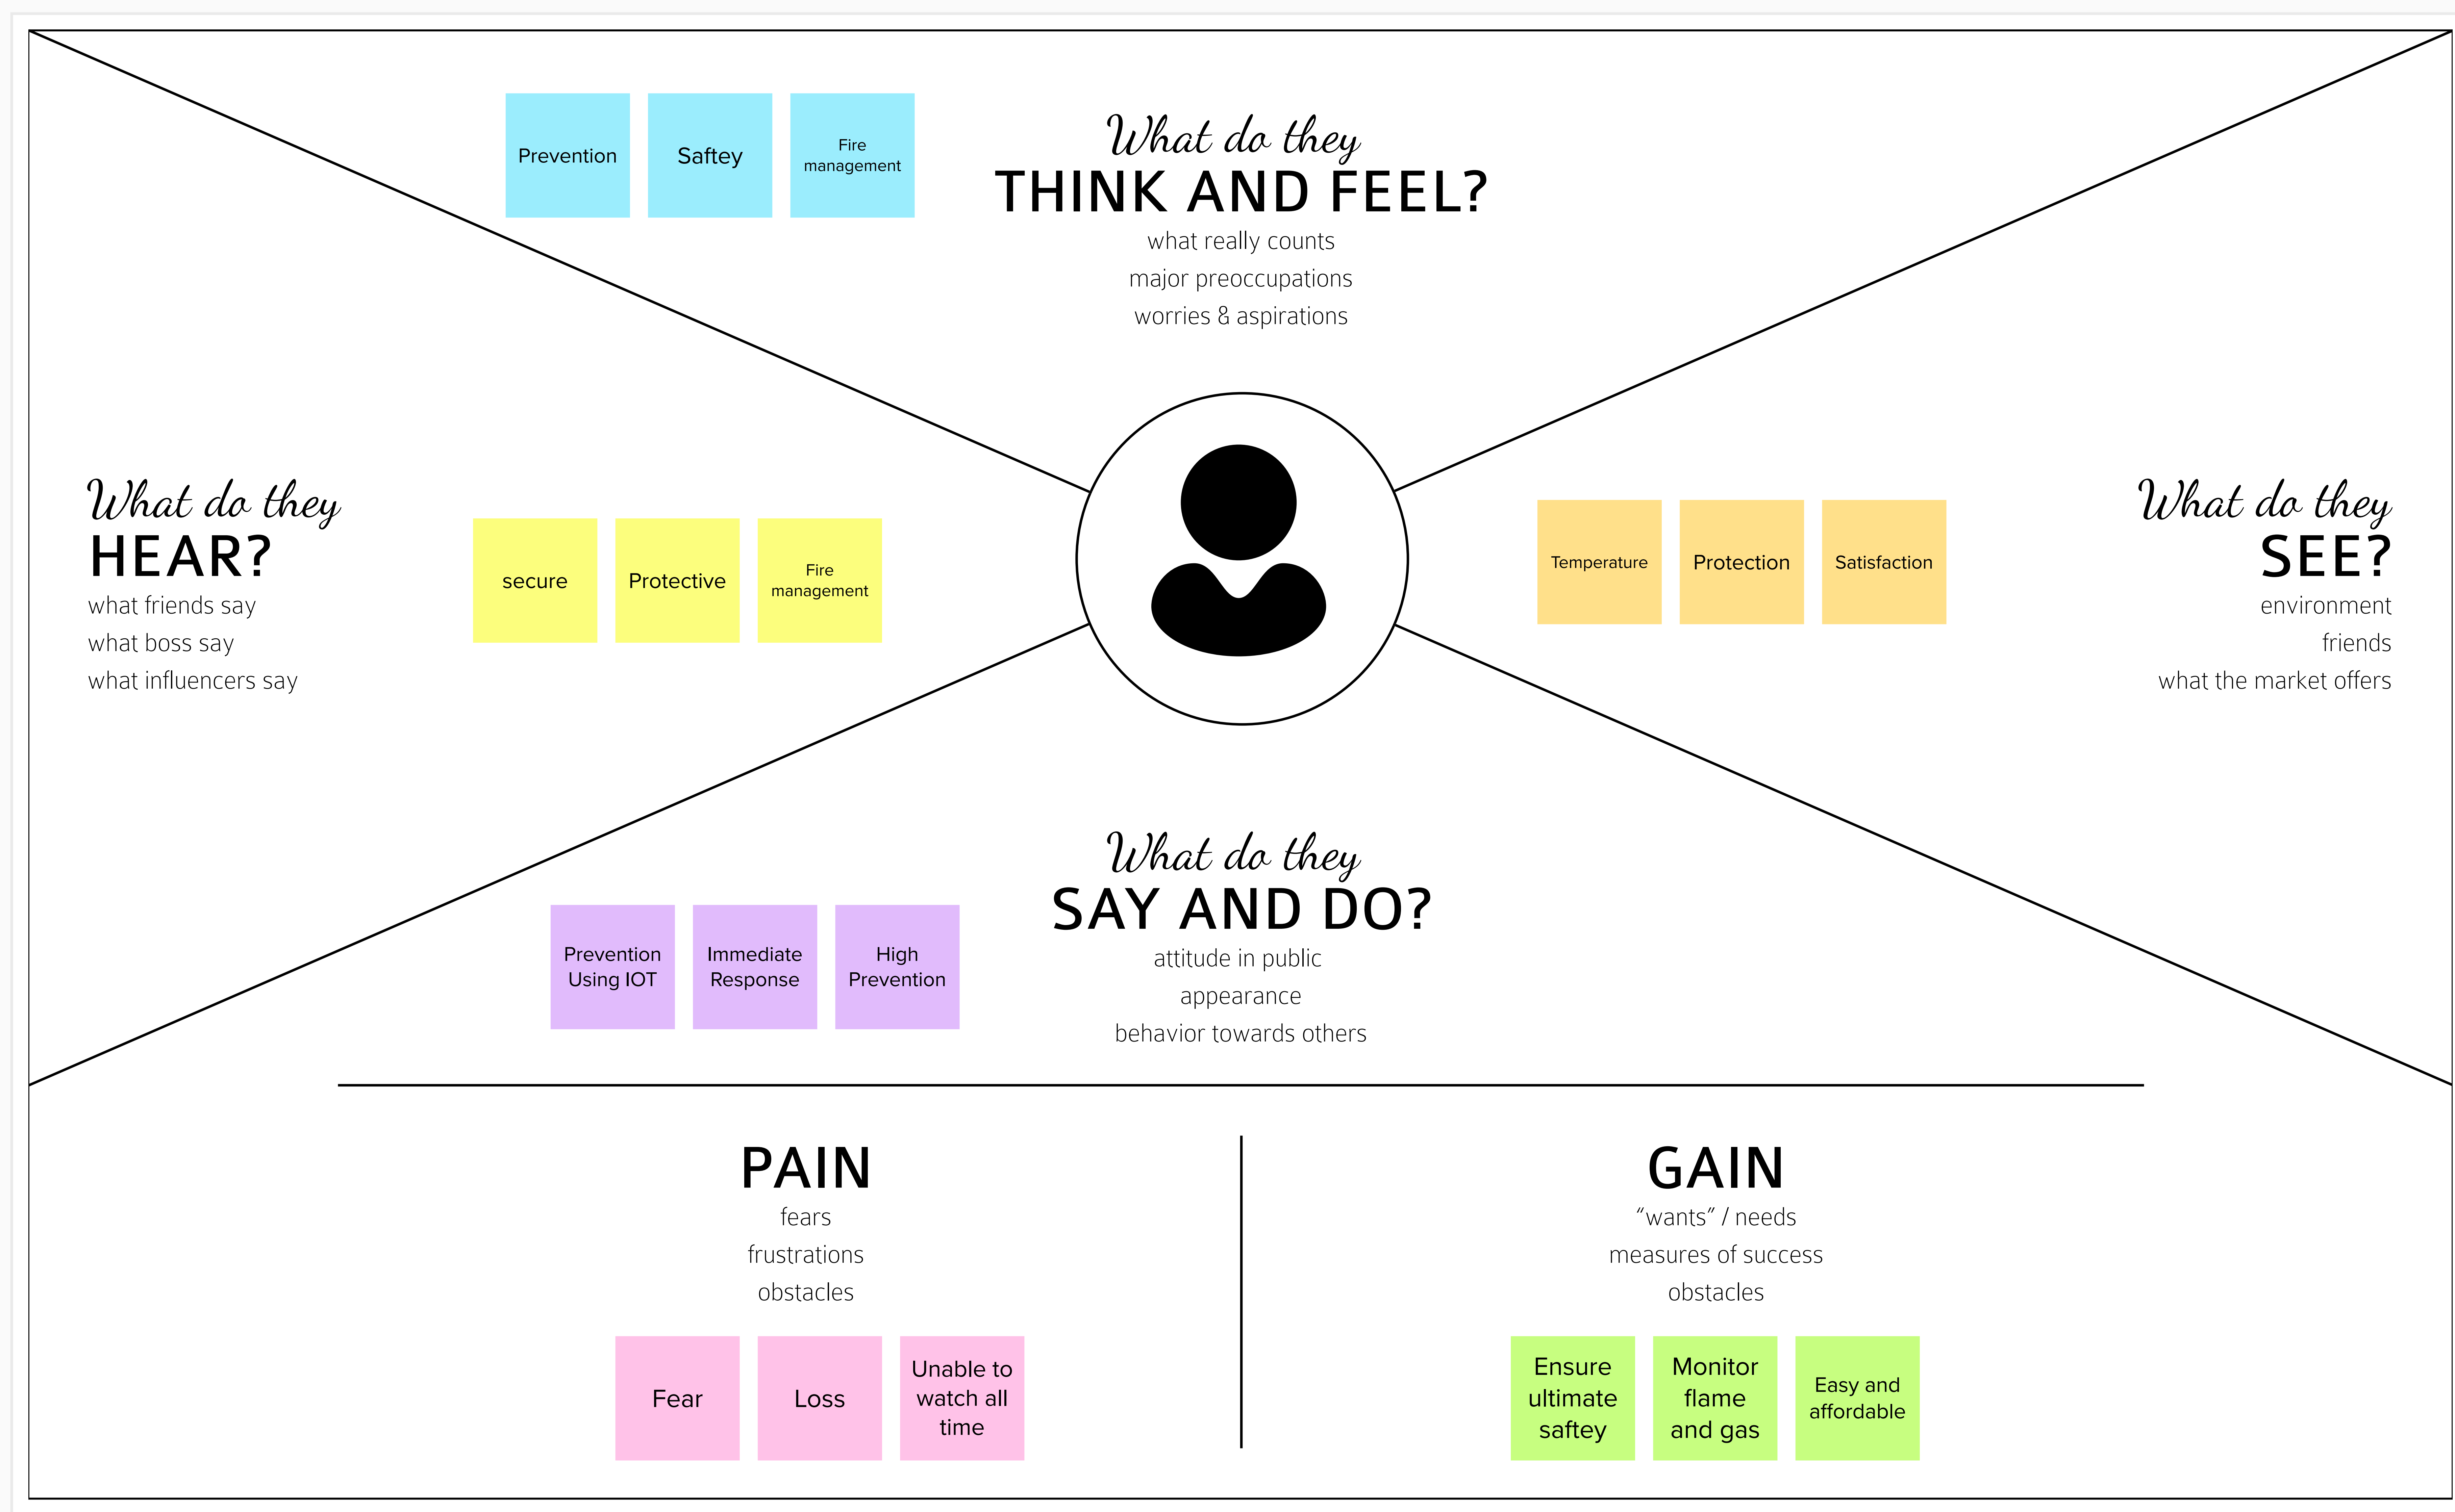 Prevention
Saftey
Fire
management
What do they
THINK AND FEEL?
what really counts
major preoccupations
worries & aspirations
What do they
HEAR?
what friends say
what boss say
what influencers say
secure
Protective
Fire
management
Temperature
Protection
Satisfaction
What do they
SEE?
environment
friends
what the market offers
What do they
SAY AND DO?
attitude in public
appearance
behavior towards others
Prevention
Using IOT
Immediate
Response
High
Prevention
PAIN
fears
frustrations
obstacles
Fear
Loss
Unable to
watch all
time
GAIN
“wants” / needs
measures of success
obstacles
Ensure
ultimate
saftey
Monitor
flame
and gas
Easy and
affordable